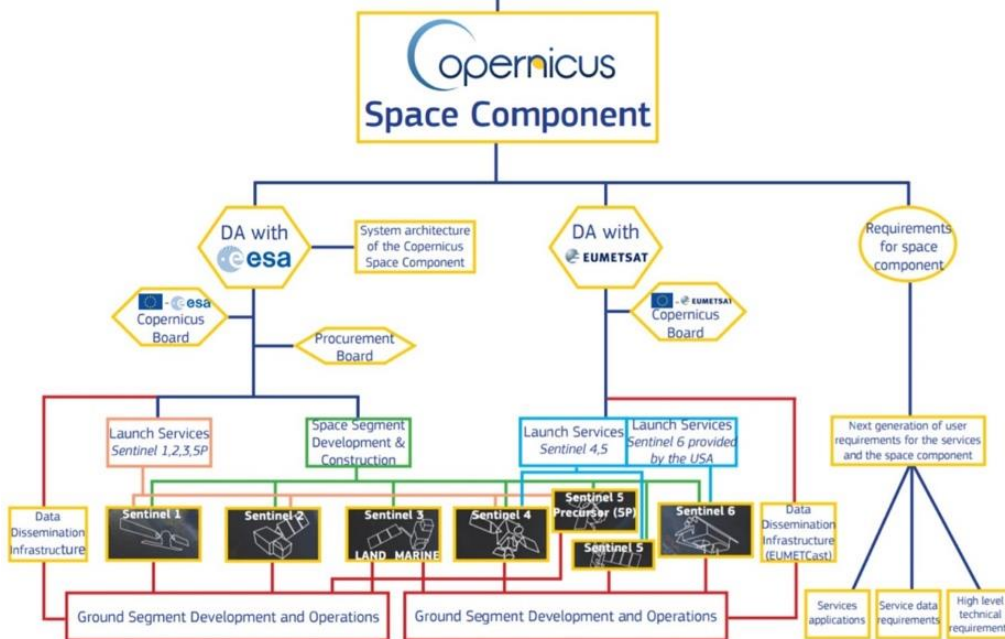 Copernicus
Space Component
DA with
esa
System architecture
of the Copernicus
Space Component
DA with
EUMETSAT
Requirements
for space
component
- esa
Copernicus
Board
Procurement
Board
- EUMETSAT
Copernicus
Board
Launch Services
Sentinel 1,2,3,5P
Space Segment
Development &
Construction
Launch Services
Sentinel 4,5
Launch Services
Sentinel 6 provided
by the USA
Next generation of user
requirements for the services
and the space component
Data
Dissemination
Infrastructure
Sentinel 1
Sentinel 2
Sentinel 3
LAND MARINE
Sentinel 4
Sentinel 5
Precursor (5P)
Sentinel 5
Sentinel 6
Data
Dissemination
Infrastructure
(EUMETCast)
Ground Segment Development and Operations
Ground Segment Development and Operations
Services
applications
Service data
requirements
High level
technical
requirement